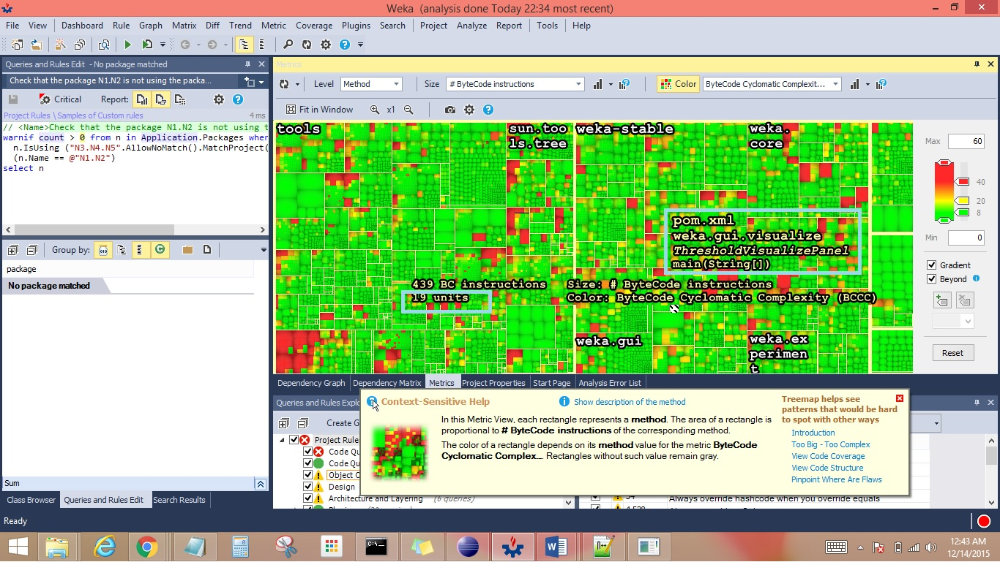 Weka (analysis done Today 22:34 most recent)
File View Dashboard Rule Graph Matrix Diff Trend Metric Coverage Plugins Search Project Analyze Report Tools Help
Queries and Rules Edit - No package matched
Check that the package N1.N2 is not using the packa...
Critical Report:
Project Rules \ Samples of Custom rules 4 ms
// <Name>Check that the package N1.N2 is not using t
warnif count > 0 from n in Application.Packages wher
n.IsUsing ("N3.N4.N5".AllowNoMatch().MatchProject(
(n.Name == @"N1.N2")
select n
Group by:
package
No package matched
Sum
Class Browser Queries and Rules Edit Search Results
Metrics
Level Method Size # ByteCode instructions Color ByteCode Cyclomatic Complexit...
Fit in Window x1
tools
sun.too
ls.tree
weka-stable
weka.
core
pom.xml
weka.gui.visualize
ThresholdVisualizePanel
main(String[])
439 BC instructions Size: # ByteCode instructions
19 units Color: ByteCode Cyclomatic Complexity (BCCC)
weka.gui
weka.ex
perimen
t
Max 60
40
20
8
Min 0
Gradient
Beyond
Reset
Dependency Graph Dependency Matrix Metrics Project Properties Start Page Analysis Error List
Queries and Rules Explo
Create G
Project Rule
Code Qu
Code Qu
Object O
Design
Architecture and Layering (6 queries)
Always override hashcode when you override equals
Context-Sensitive Help
Show description of the method
In this Metric View, each rectangle represents a method. The area of a rectangle is
proportional to # ByteCode instructions of the corresponding method.
The color of a rectangle depends on its method value for the metric ByteCode
Cyclomatic Complex... Rectangles without such value remain gray.
Treemap helps see
patterns that would be hard
to spot with other ways
Introduction
Too Big - Too Complex
View Code Coverage
View Code Structure
Pinpoint Where Are Flaws
Ready
12:43 AM
12/14/2015